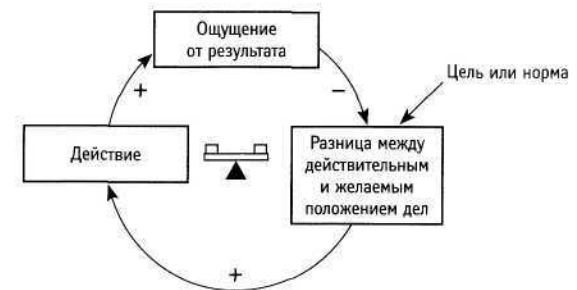 Ощущение
от результата
Цель или норма
+
−
Действие
Разница между
действительным
и желаемым
положением дел
+